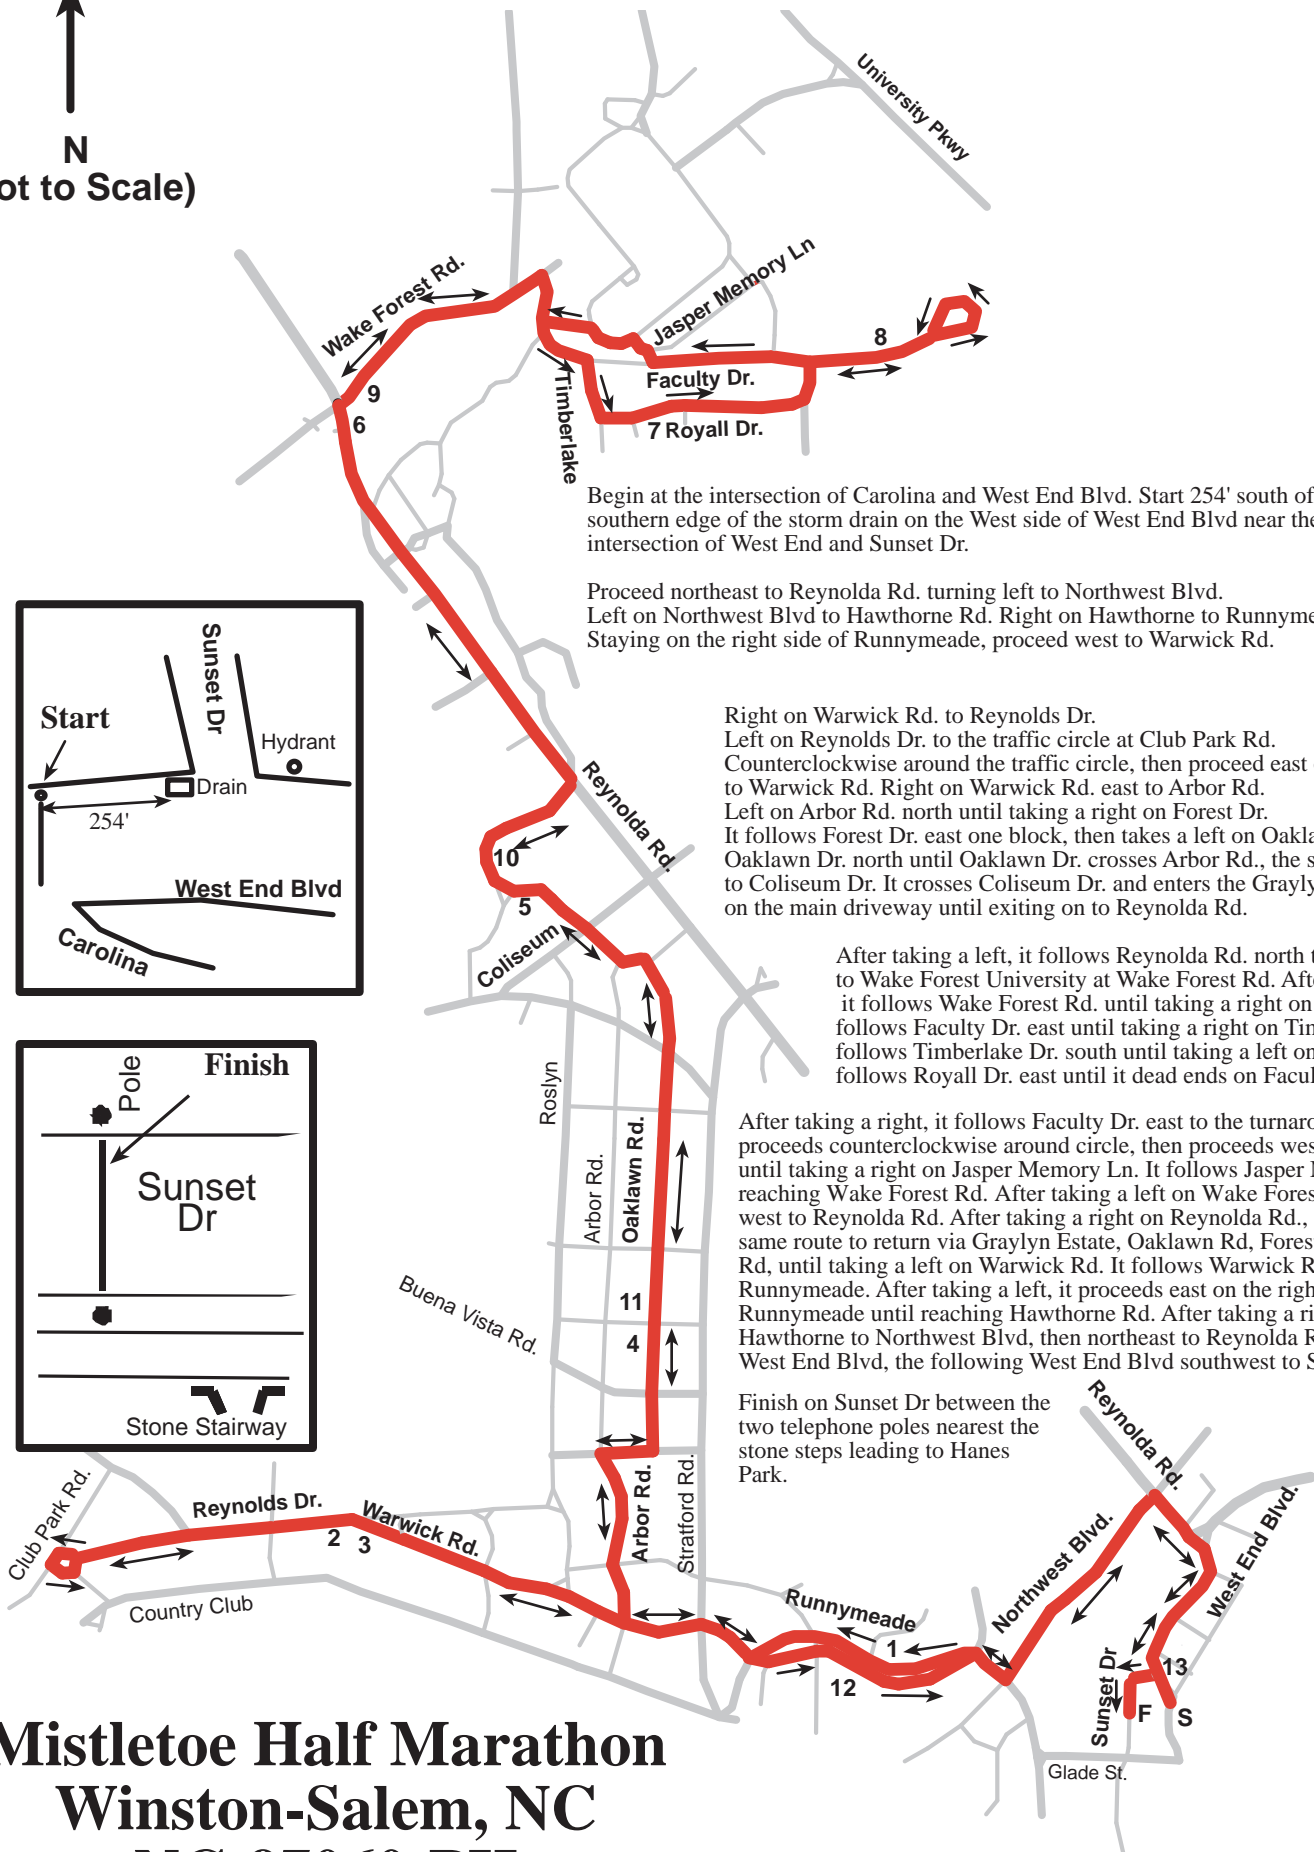 N
ot to Scale)
University Pkwy
Wake Forest Rd.
Jasper Memory Ln
8
Faculty Dr.
9
6
Timberlake
7 Royall Dr.
Begin at the intersection of Carolina and West End Blvd. Start 254' south of
southern edge of the storm drain on the West side of West End Blvd near the
intersection of West End and Sunset Dr.
Proceed northeast to Reynolda Rd. turning left to Northwest Blvd.
Left on Northwest Blvd to Hawthorne Rd. Right on Hawthorne to Runnyme
Staying on the right side of Runnymeade, proceed west to Warwick Rd.
Sunset Dr
Start
Hydrant
Drain
254'
West End Blvd
Carolina
Right on Warwick Rd. to Reynolds Dr.
Left on Reynolds Dr. to the traffic circle at Club Park Rd.
Counterclockwise around the traffic circle, then proceed east
to Warwick Rd. Right on Warwick Rd. east to Arbor Rd.
Left on Arbor Rd. north until taking a right on Forest Dr.
It follows Forest Dr. east one block, then takes a left on Oakla
Oaklawn Dr. north until Oaklawn Dr. crosses Arbor Rd., the s
to Coliseum Dr. It crosses Coliseum Dr. and enters the Grayly
on the main driveway until exiting on to Reynolda Rd.
Reynolda Rd.
10
5
Coliseum
After taking a left, it follows Reynolda Rd. north t
to Wake Forest University at Wake Forest Rd. Afte
it follows Wake Forest Rd. until taking a right on
follows Faculty Dr. east until taking a right on Tim
follows Timberlake Dr. south until taking a left on
follows Royall Dr. east until it dead ends on Facul
Finish
Pole
Sunset
Dr
Stone Stairway
Roslyn
Arbor Rd.
Oaklawn Rd.
After taking a right, it follows Faculty Dr. east to the turnaro
proceeds counterclockwise around circle, then proceeds wes
until taking a right on Jasper Memory Ln. It follows Jasper M
reaching Wake Forest Rd. After taking a left on Wake Fores
west to Reynolda Rd. After taking a right on Reynolda Rd.,
same route to return via Graylyn Estate, Oaklawn Rd, Fores
Rd, until taking a left on Warwick Rd. It follows Warwick R
Runnymeade. After taking a left, it proceeds east on the righ
Runnymeade until reaching Hawthorne Rd. After taking a ri
Hawthorne to Northwest Blvd, then northeast to Reynolda R
West End Blvd, the following West End Blvd southwest to S
Buena Vista Rd.
11
4
Finish on Sunset Dr between the
two telephone poles nearest the
stone steps leading to Hanes
Park.
Reynolda Rd.
Club Park Rd.
Reynolds Dr.
2
3
Warwick Rd.
Arbor Rd.
Stratford Rd.
Country Club
Runnymeade
1
12
Northwest Blvd.
West End Blvd.
Sunset Dr
13
F
S
Glade St.
Mistletoe Half Marathon
Winston-Salem, NC